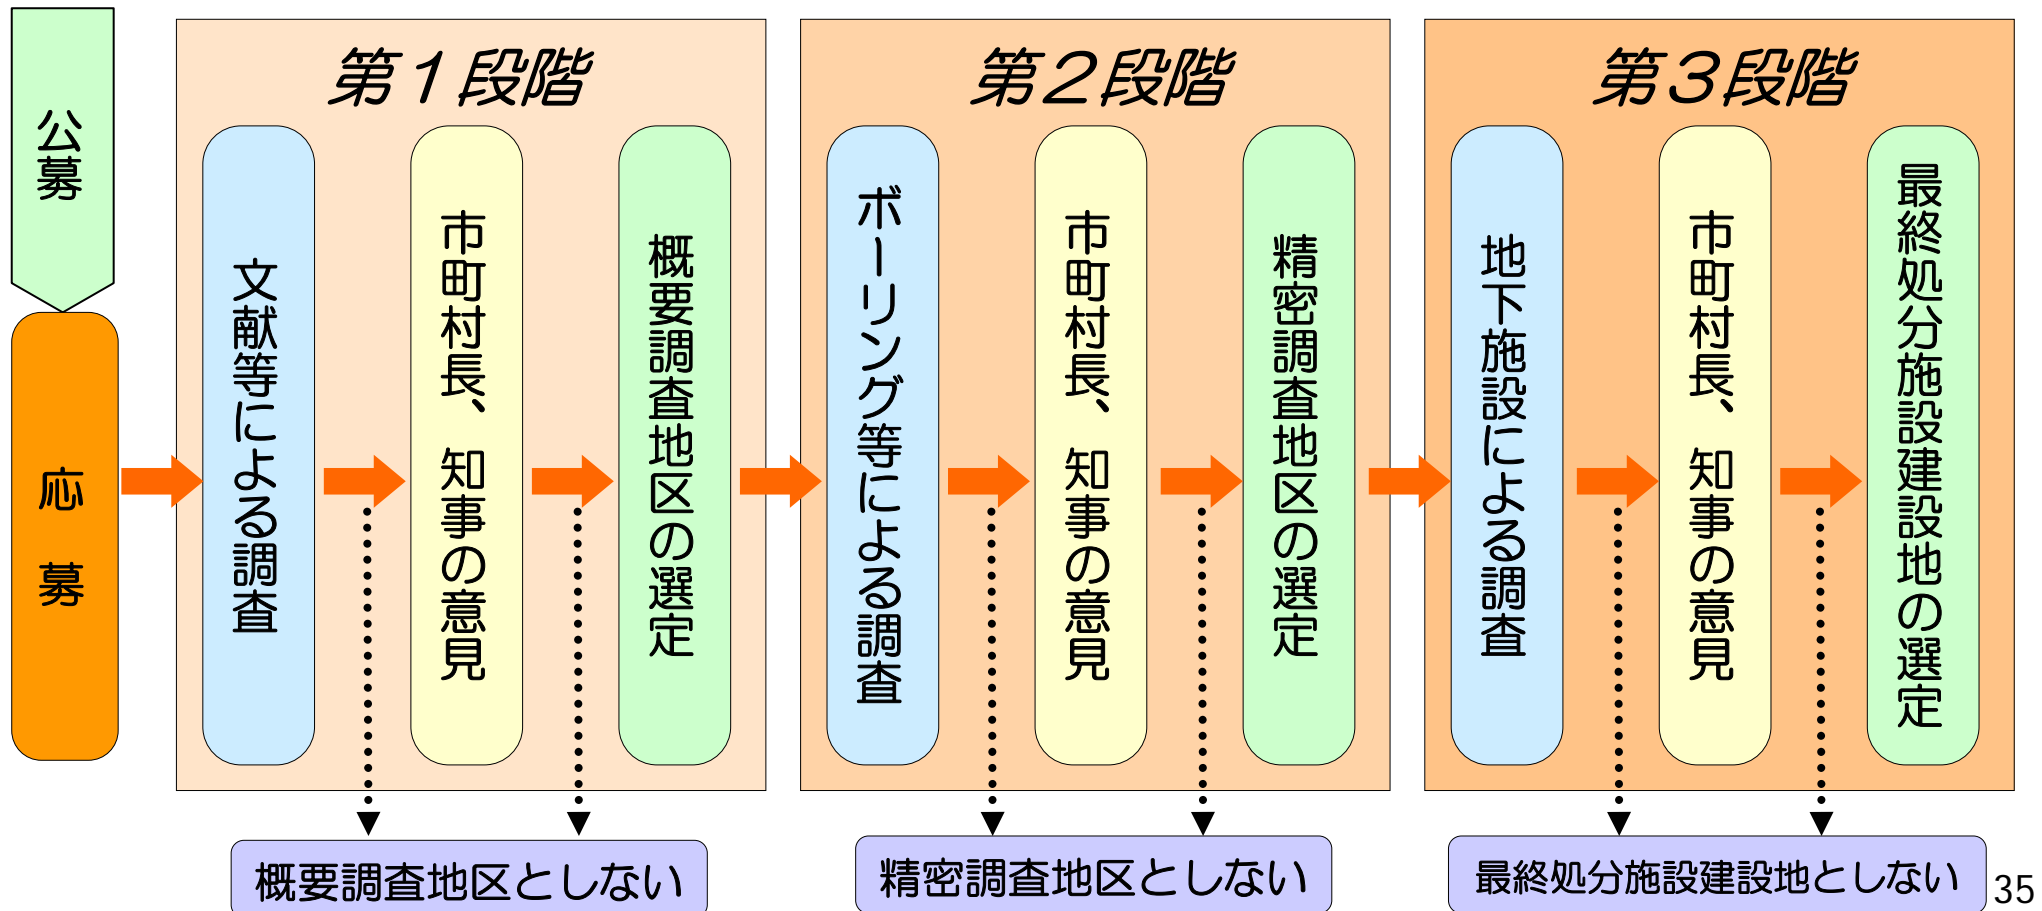 公募
応募
第１段階
文献等による調査
市町村長、知事の意見
概要調査地区の選定
概要調査地区としない
第２段階
ボーリング等による調査
市町村長、知事の意見
精密調査地区の選定
精密調査地区としない
第３段階
地下施設による調査
市町村長、知事の意見
最終処分施設建設地の選定
最終処分施設建設地としない
35